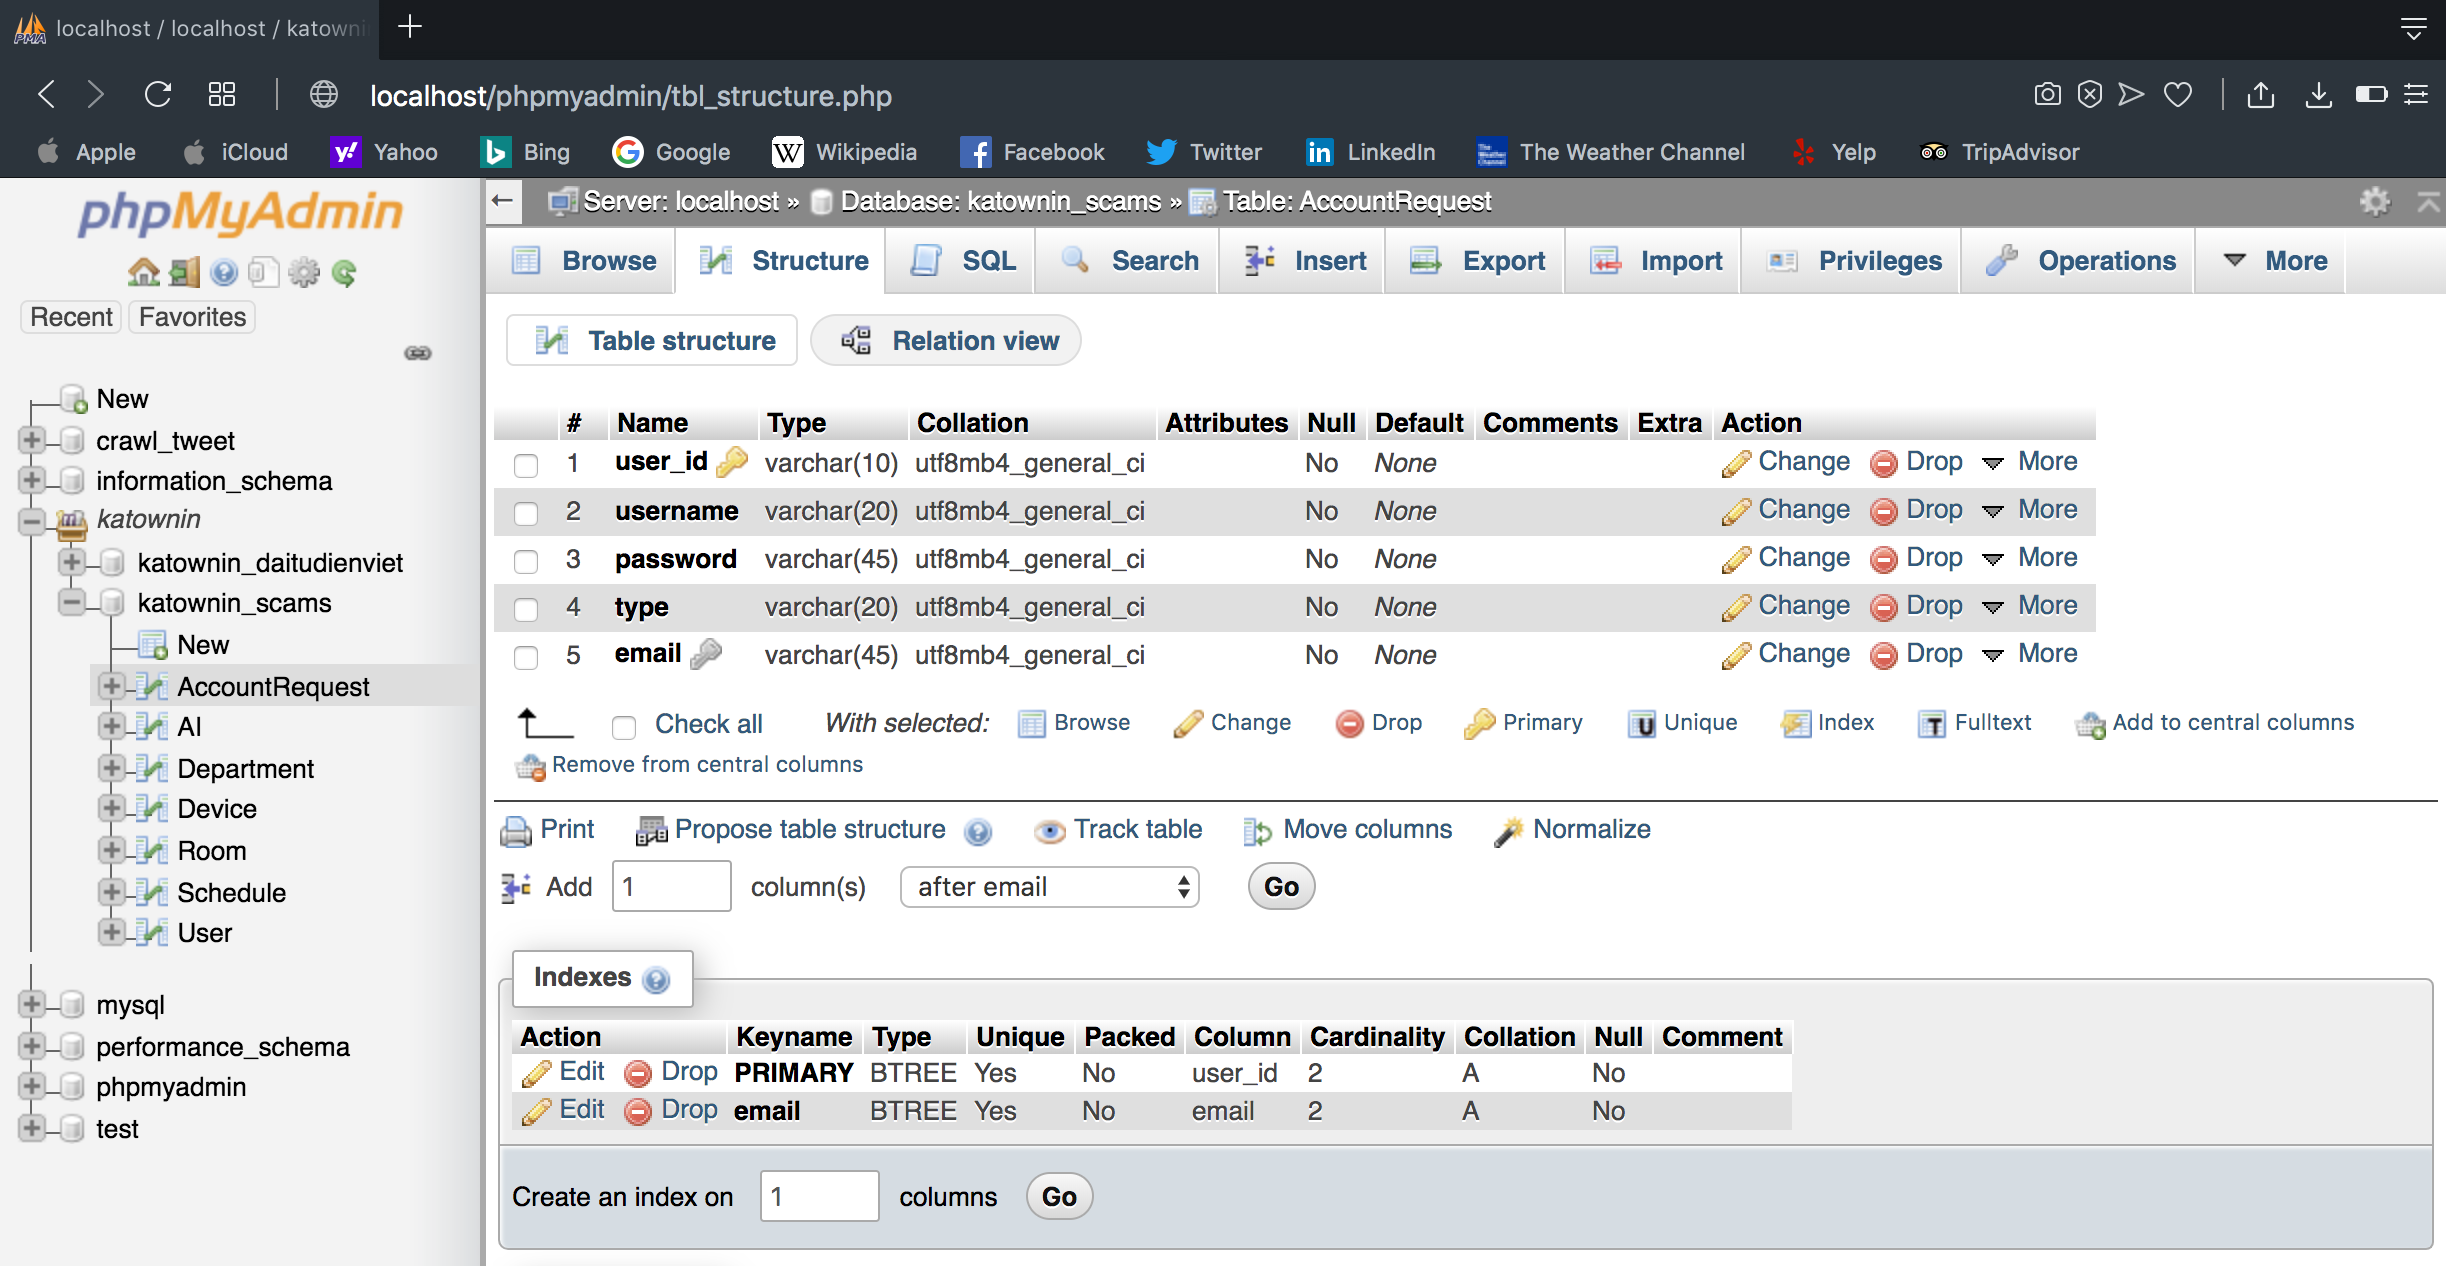 localhost / localhost / katowni
localhost/phpmyadmin/tbl_structure.php
Apple iCloud Yahoo Bing Google Wikipedia Facebook Twitter LinkedIn The Weather Channel Yelp TripAdvisor
phpMyAdmin
Recent Favorites
New
crawl_tweet
information_schema
katownin
katownin_daitudienviet
katownin_scams
New
AccountRequest
AI
Department
Device
Room
Schedule
User
mysql
performance_schema
phpmyadmin
test
Server: localhost » Database: katownin_scams » Table: AccountRequest
Browse Structure SQL Search Insert Export Import Privileges Operations More
Table structure Relation view
# Name Type Collation Attributes Null Default Comments Extra Action
1 user_id varchar(10) utf8mb4_general_ci No None Change Drop More
2 username varchar(20) utf8mb4_general_ci No None Change Drop More
3 password varchar(45) utf8mb4_general_ci No None Change Drop More
4 type varchar(20) utf8mb4_general_ci No None Change Drop More
5 email varchar(45) utf8mb4_general_ci No None Change Drop More
Check all With selected: Browse Change Drop Primary Unique Index Fulltext Add to central columns
Remove from central columns
Print Propose table structure Track table Move columns Normalize
Add 1 column(s) after email Go
Indexes
Action Keyname Type Unique Packed Column Cardinality Collation Null Comment
Edit Drop PRIMARY BTREE Yes No user_id 2 A No
Edit Drop email BTREE Yes No email 2 A No
Create an index on 1 columns Go